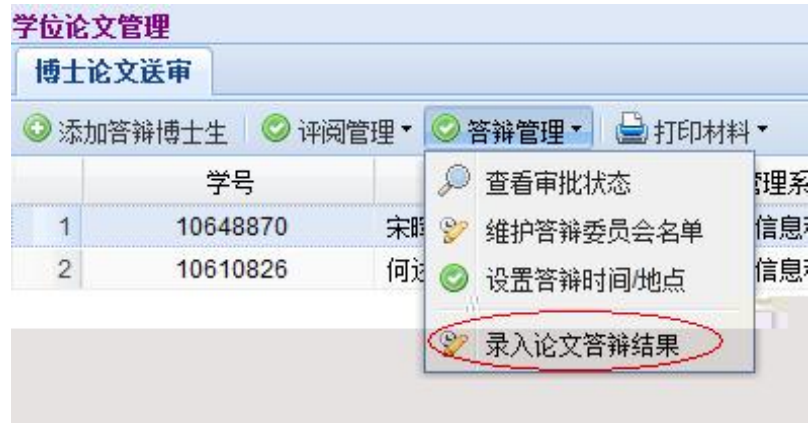 学位论文管理
博士论文送审
添加答辩博士生 评阅管理 答辩管理 打印材料
学号
1 10648870 宋
2 10610826 何
查看审批状态
维护答辩委员会名单
设置答辩时间/地点
录入论文答辩结果
管理系
信息
信息